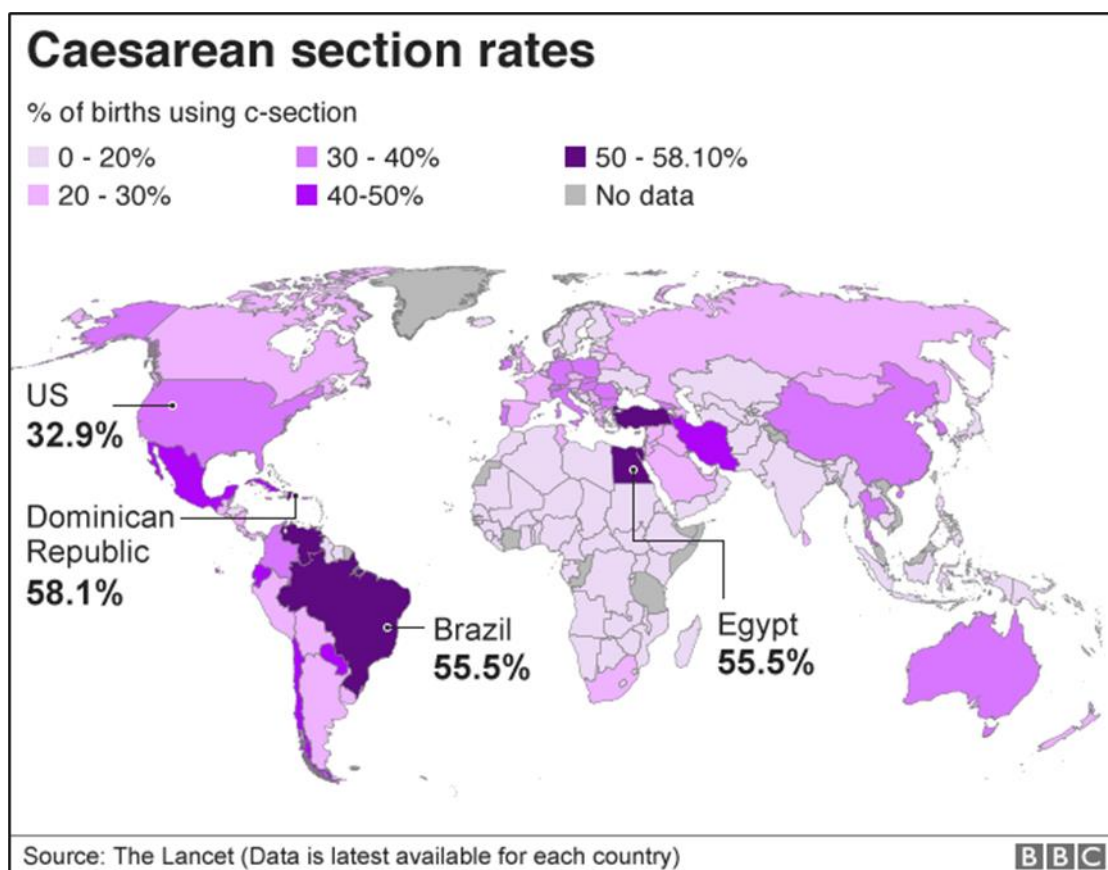 Caesarean section rates
% of births using c-section
0 - 20%
30 - 40%
50 - 58.10%
20 - 30%
40-50%
No data
US
32.9%
Dominican
Republic
58.1%
Brazil
55.5%
Egypt
55.5%
Source: The Lancet (Data is latest available for each country)
BBC